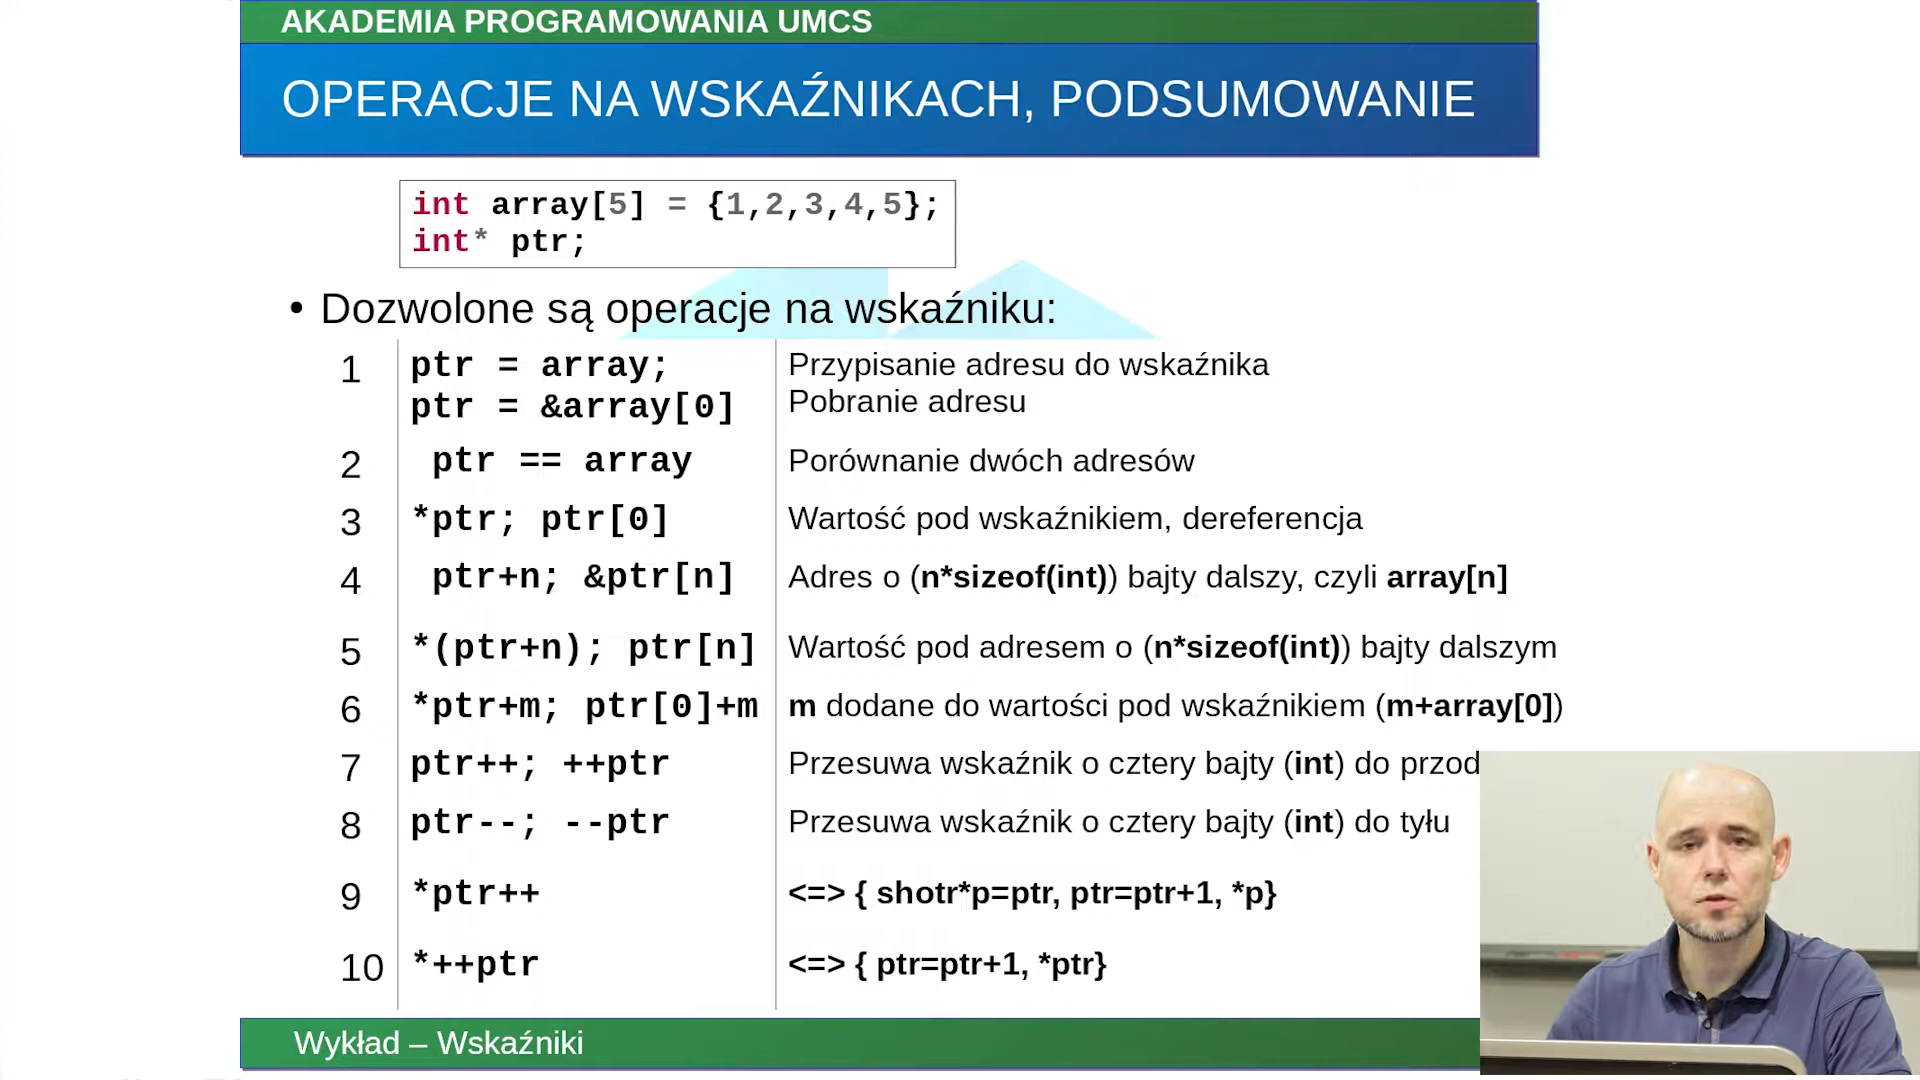 AKADEMIA PROGRAMOWANIA UMCS
OPERACJE NA WSKAŹNIKACH, PODSUMOWANIE
int array[5] = {1,2,3,4,5};
int* ptr;
• Dozwolone są operacje na wskaźniku:
1 ptr = array; Przypisanie adresu do wskaźnika
ptr = &array[0] Pobranie adresu
2 ptr == array Porównanie dwóch adresów
3 *ptr; ptr[0] Wartość pod wskaźnikiem, dereferencja
4 ptr+n; &ptr[n] Adres o (n*sizeof(int)) bajty dalszy, czyli array[n]
5 *(ptr+n); ptr[n] Wartość pod adresem o (n*sizeof(int)) bajty dalszym
6 *ptr+m; ptr[0]+m m dodane do wartości pod wskaźnikiem (m+array[0])
7 ptr++; ++ptr Przesuwa wskaźnik o cztery bajty (int) do przod
8 ptr--; --ptr Przesuwa wskaźnik o cztery bajty (int) do tyłu
9 *ptr++ <=> { shotr*p=ptr, ptr=ptr+1, *p}
10 *++ptr <=> { ptr=ptr+1, *ptr}
Wykład – Wskaźniki